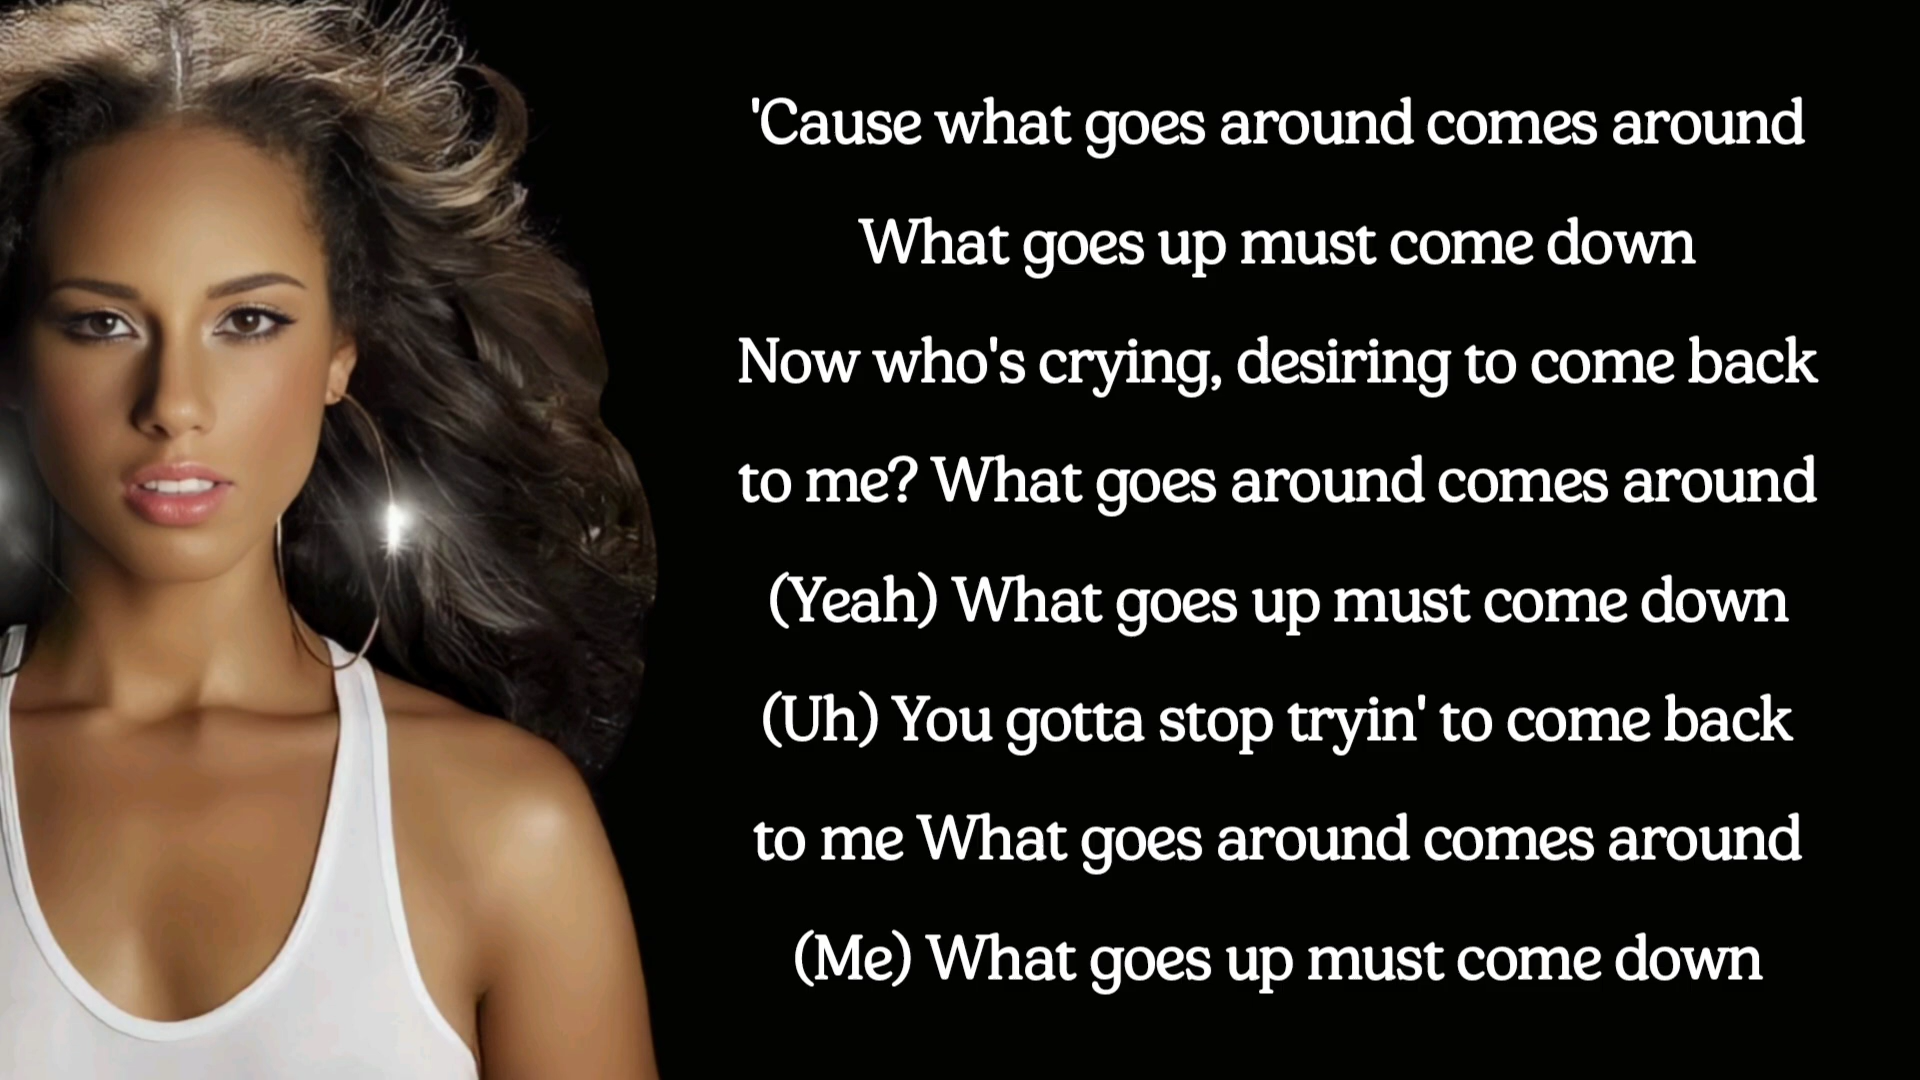 'Cause what goes around comes around
What goes up must come down
Now who's crying, desiring to come back
to me? What goes around comes around
(Yeah) What goes up must come down
(Uh) You gotta stop tryin' to come back
to me What goes around comes around
(Me) What goes up must come down